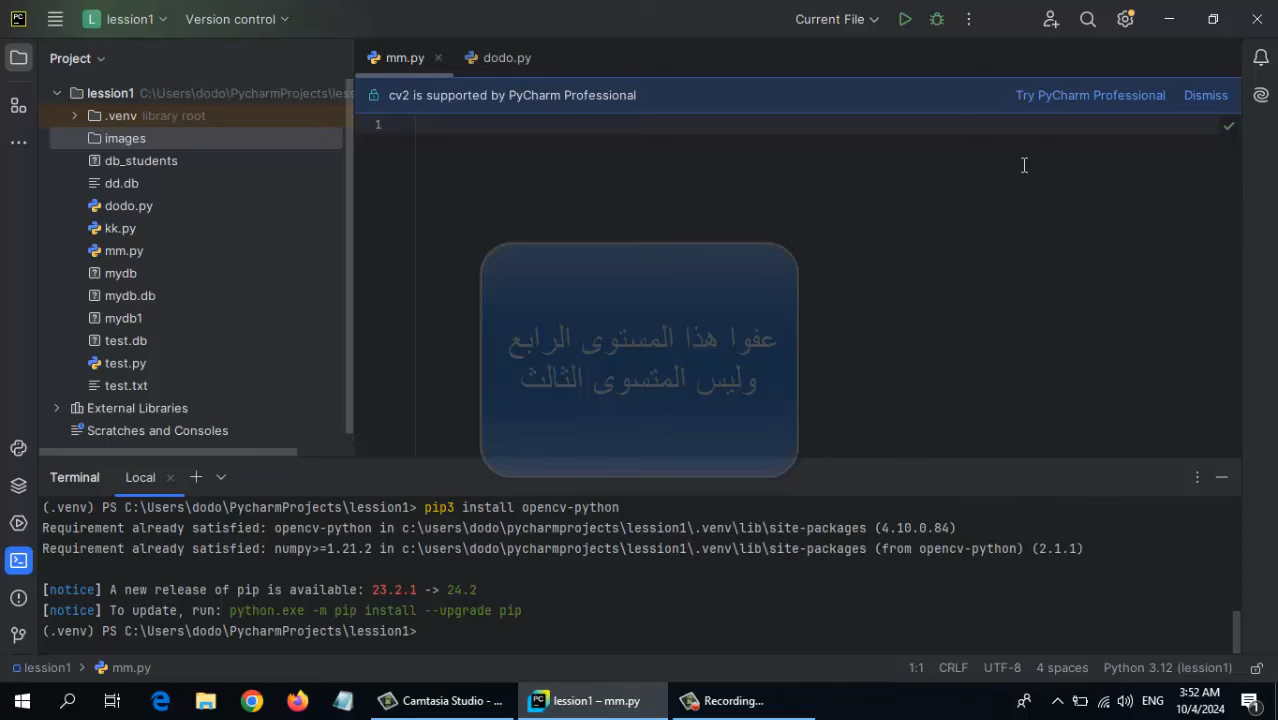 PC
L lession1
Version control
Current File
Project
mm.py
dodo.py
lession1 C:\Users\dodo\PycharmProjects\les
cv2 is supported by PyCharm Professional
Try PyCharm Professional
Dismiss
.venv library root
1
images
db_students
dd.db
dodo.py
kk.py
mm.py
mydb
mydb.db
mydb1
test.db
test.py
test.txt
External Libraries
Scratches and Consoles
عفوا هذا المستوى الرابع
وليس المتسوى الثالث
Terminal
Local
(.venv) PS C:\Users\dodo\PycharmProjects\lession1> pip3 install opencv-python
Requirement already satisfied: opencv-python in c:\users\dodo\pycharmprojects\lession1\.venv\lib\site-packages (4.10.0.84)
Requirement already satisfied: numpy>=1.21.2 in c:\users\dodo\pycharmprojects\lession1\.venv\lib\site-packages (from opencv-python) (2.1.1)
[notice] A new release of pip is available: 23.2.1 -> 24.2
[notice] To update, run: python.exe -m pip install --upgrade pip
(.venv) PS C:\Users\dodo\PycharmProjects\lession1>
lession1 > mm.py
1:1 CRLF UTF-8 4 spaces Python 3.12 (lession1)
Camtasia Studio - ...
PC lession1 – mm.py
Recording...
ENG
3:52 AM
10/4/2024
1